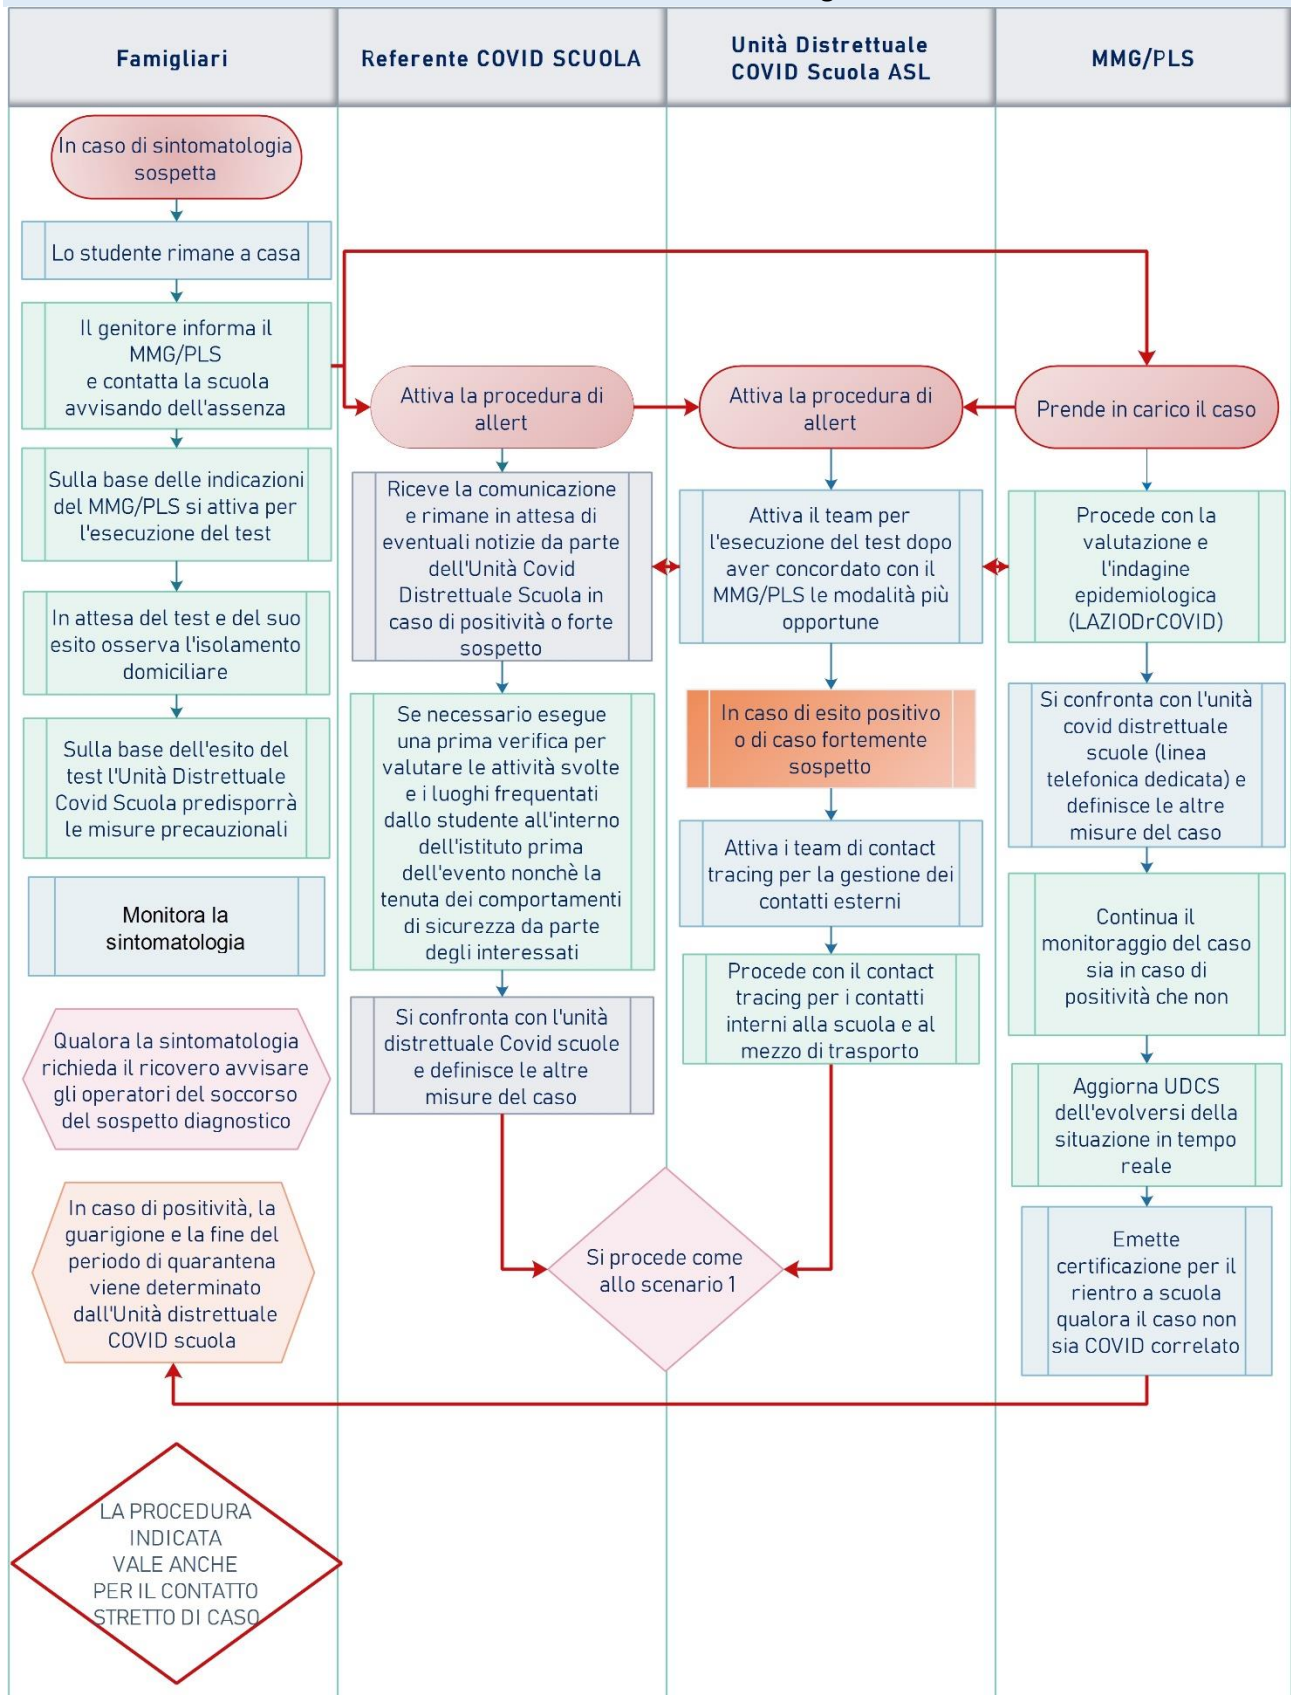 Famigliari
Referente COVID SCUOLA
Unità Distrettuale
COVID Scuola ASL
MMG/PLS
In caso di sintomatologia
sospetta
Lo studente rimane a casa
Il genitore informa il
MMG/PLS
e contatta la scuola
avvisando dell'assenza
Sulla base delle indicazioni
del MMG/PLS si attiva per
l'esecuzione del test
In attesa del test e del suo
esito osserva l'isolamento
domiciliare
Sulla base dell'esito del
test l'Unità Distrettuale
Covid Scuola predisporrà
le misure precauzionali
Monitora la
sintomatologia
Qualora la sintomatologia
richieda il ricovero avvisare
gli operatori del soccorso
del sospetto diagnostico
In caso di positività, la
guarigione e la fine del
periodo di quarantena
viene determinato
dall'Unità distrettuale
COVID scuola
LA PROCEDURA
INDICATA
VALE ANCHE
PER IL CONTATTO
STRETTO DI CASO
Attiva la procedura di
allert
Riceve la comunicazione
e rimane in attesa di
eventuali notizie da parte
dell'Unità Covid
Distrettuale Scuola in
caso di positività o forte
sospetto
Se necessario esegue
una prima verifica per
valutare le attività svolte
e i luoghi frequentati
dallo studente all'interno
dell'istituto prima
dell'evento nonchè la
tenuta dei comportamenti
di sicurezza da parte
degli interessati
Si confronta con l'unità
distrettuale Covid scuole
e definisce le altre
misure del caso
Attiva la procedura di
allert
Attiva il team per
l'esecuzione del test dopo
aver concordato con il
MMG/PLS le modalità più
opportune
In caso di esito positivo
o di caso fortemente
sospetto
Attiva i team di contact
tracing per la gestione dei
contatti esterni
Procede con il contact
tracing per i contatti
interni alla scuola e al
mezzo di trasporto
Si procede come
allo scenario 1
Prende in carico il caso
Procede con la
valutazione e
l'indagine
epidemiologica
(LAZIODrCOVID)
Si confronta con l'unità
covid distrettuale
scuole (linea
telefonica dedicata) e
definisce le altre
misure del caso
Continua il
monitoraggio del caso
sia in caso di
positività che non
Aggiorna UDCS
dell'evolversi della
situazione in tempo
reale
Emette
certificazione per il
rientro a scuola
qualora il caso non
sia COVID correlato